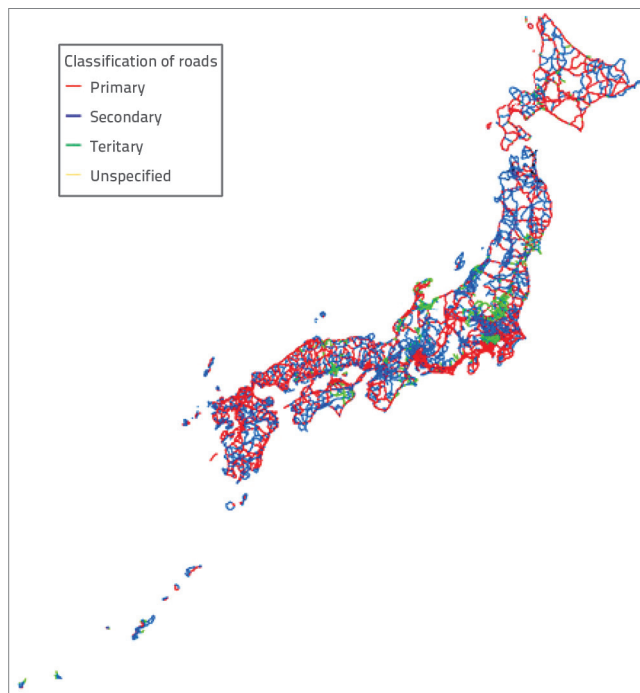 Classification of roads
Primary
Secondary
Teritary
Unspecified